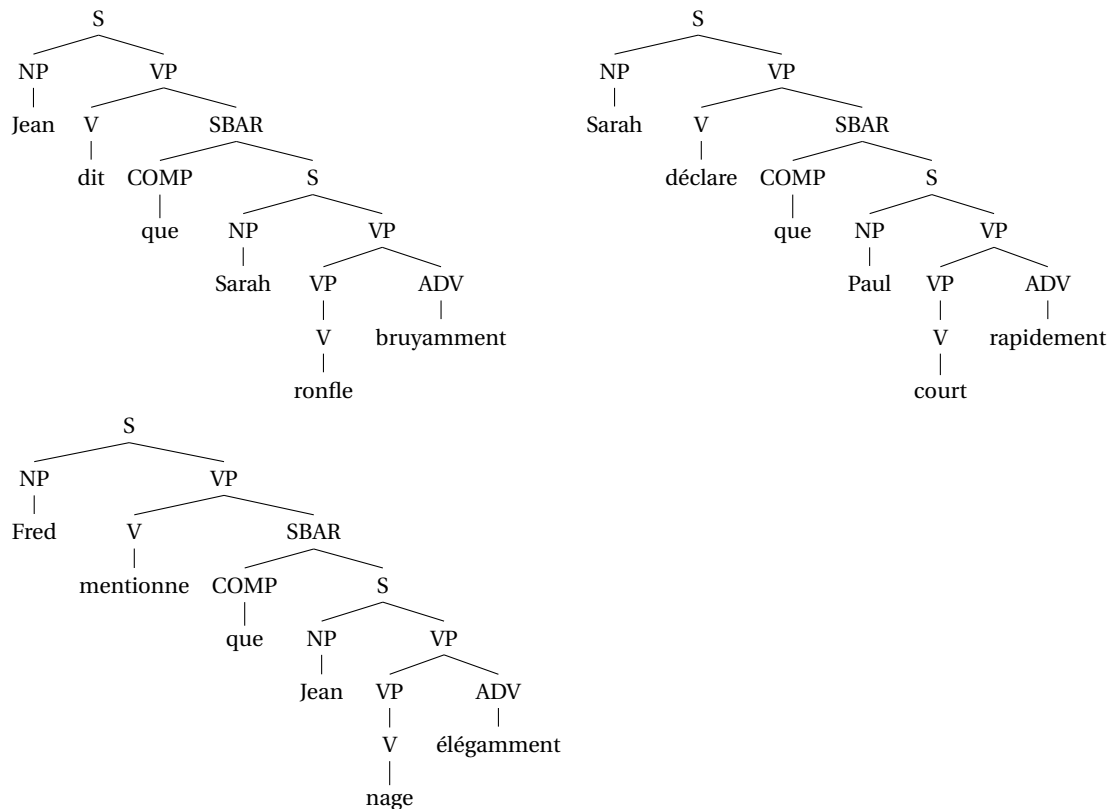 S S
NP VP NP VP
Jean V SBAR Sarah V SBAR
dit COMP S déclare COMP S
que NP VP que NP VP
Sarah VP ADV Paul VP ADV
V bruyamment V rapidement
ronfle court
S
NP VP
Fred V SBAR
mentionne COMP S
que NP VP
Jean VP ADV
V élégamment
nage